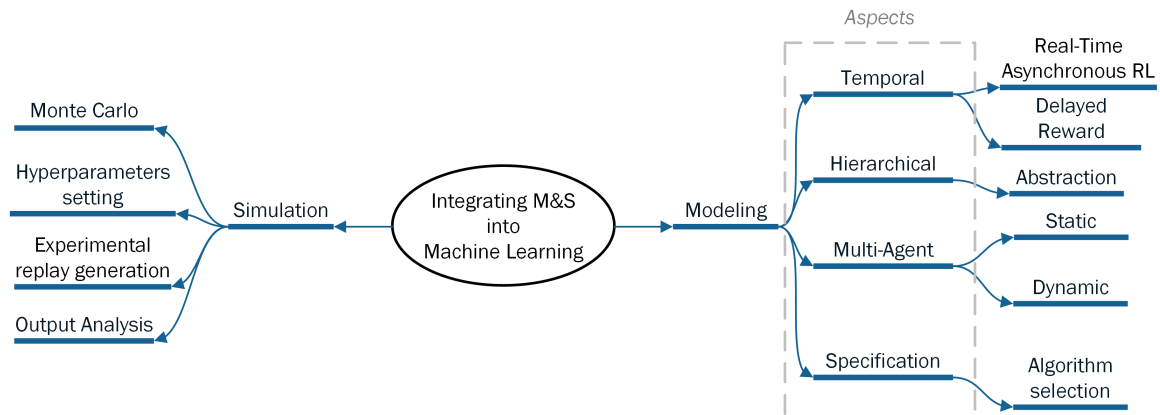 Aspects
Monte Carlo
Hyperparameters
setting
Simulation
Experimental
replay generation
Output Analysis
Integrating M&S
into
Machine Learning
Modeling
Temporal
Real-Time
Asynchronous RL
Delayed
Reward
Hierarchical
Abstraction
Multi-Agent
Static
Dynamic
Specification
Algorithm
selection